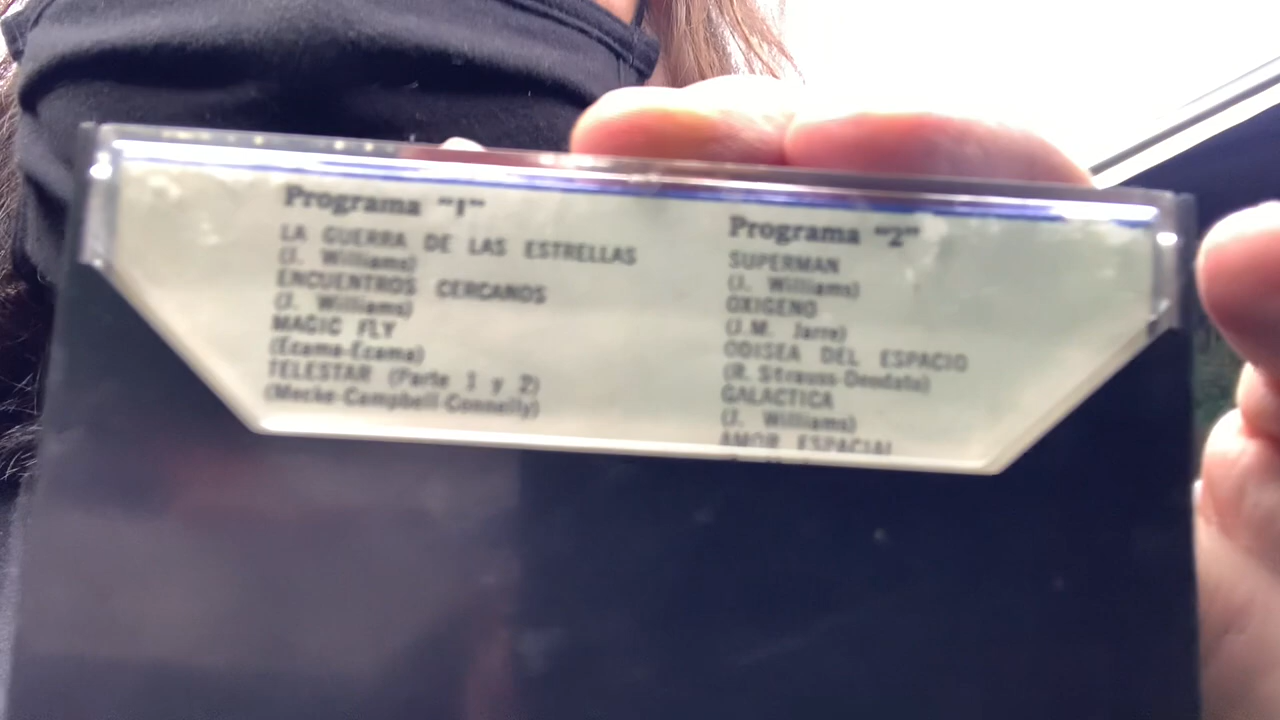 Programa "1"
LA GUERRA DE LAS ESTRELLAS
(J. Williams)
ENCUENTROS CERCANOS
(J. Williams)
MAGIC FLY
(Ecama-Ecama)
TELESTAR (Parte 1 y 2)
(Mecke-Campbell-Connelly)
Programa "2"
SUPERMAN
(J. Williams)
OXIGENO
(J.M. Jarre)
ODISEA DEL ESPACIO
(R. Strauss-Deodato)
GALACTICA
(J. Williams)
AMOR ESPACIAL